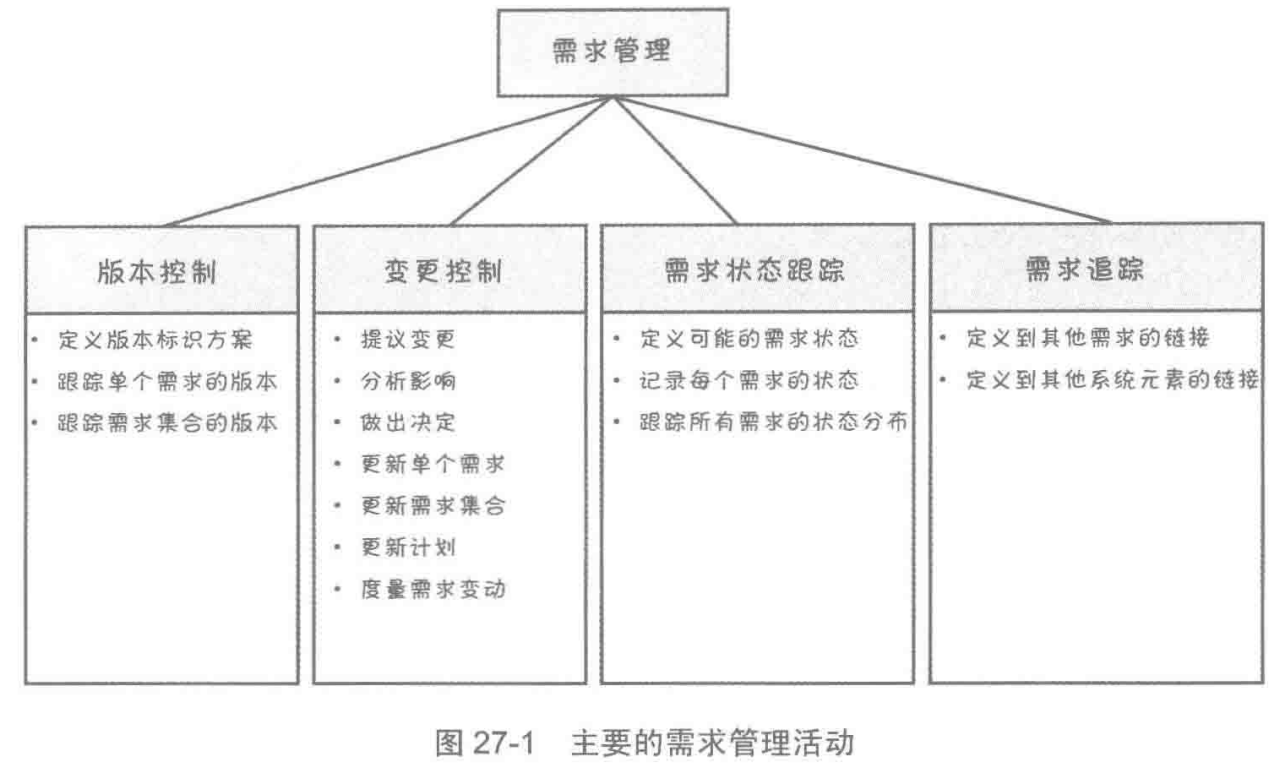 需求管理
版本控制
• 定义版本标识方案
• 跟踪单个需求的版本
• 跟踪需求集合的版本
变更控制
• 提议变更
• 分析影响
• 做出决定
• 更新单个需求
• 更新需求集合
• 更新计划
• 度量需求变动
需求状态跟踪
• 定义可能的需求状态
• 记录每个需求的状态
• 跟踪所有需求的状态分布
需求追踪
• 定义到其他需求的链接
• 定义到其他系统元素的链接
图 27-1 主要的需求管理活动